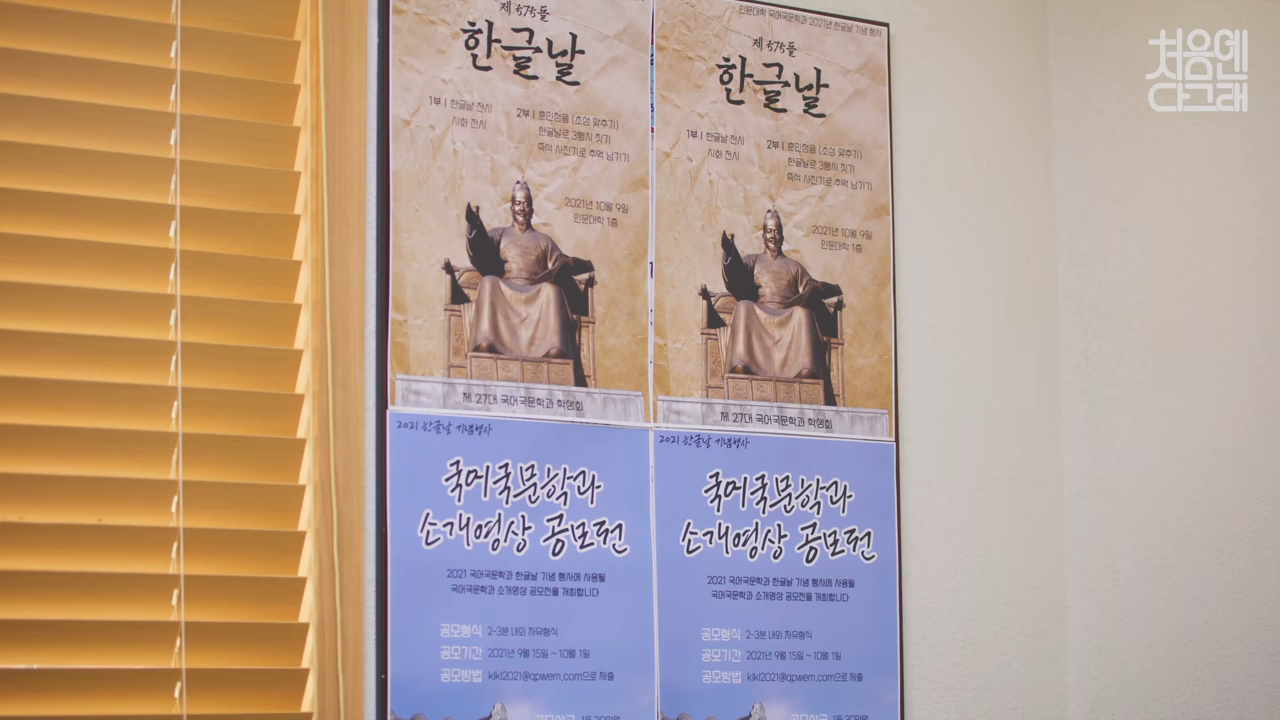 제 575돌
한글날
1부 | 한글날 전시
시화 전시
2부 | 훈민정음 (초성 맞추기)
한글날로 3행시 짓기
즉석 사진기로 추억 남기기
2021년 10월 9일
인문대학 1층
제 27대 국어국문학과 학생회
인문대학 국어국문학과 2021년 한글날 기념 행사
제 575돌
한글날
1부 | 한글날 전시
시화 전시
2부 | 훈민정음 (초성 맞추기)
한글날로 3행시 짓기
즉석 사진기로 추억 남기기
2021년 10월 9일
인문대학 1층
제 27대 국어국문학과 학생회
처음엔
다그래
2021 한글날 기념행사
국어국문학과
소개영상 공모전
2021 국어국문학과 한글날 기념 행사에 사용될
국어국문학과 소개영상 공모전을 개최합니다
공모형식 2-3분 내외 자유형식
공모기간 2021년 9월 15일 ~ 10월 1일
공모방법 kiki2021@qpwem.com으로 제출
2021 한글날 기념행사
국어국문학과
소개영상 공모전
2021 국어국문학과 한글날 기념 행사에 사용될
국어국문학과 소개영상 공모전을 개최합니다
공모형식 2-3분 내외 자유형식
공모기간 2021년 9월 15일 ~ 10월 1일
공모방법 kiki2021@qpwem.com으로 제출